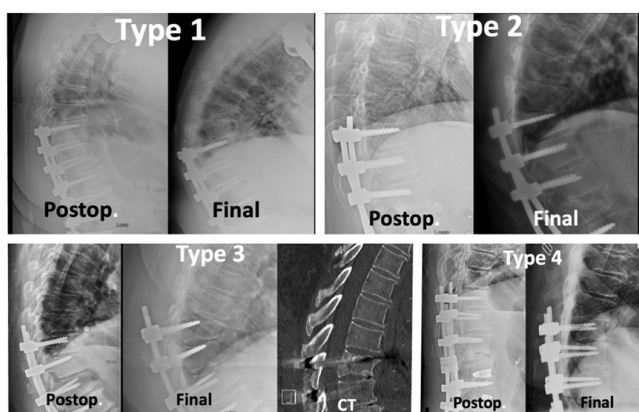 Type 1
Postop.
Final
Type 2
Postop.
Final
Type 3
Postop.
Final
CT
Type 4
Postop
Final